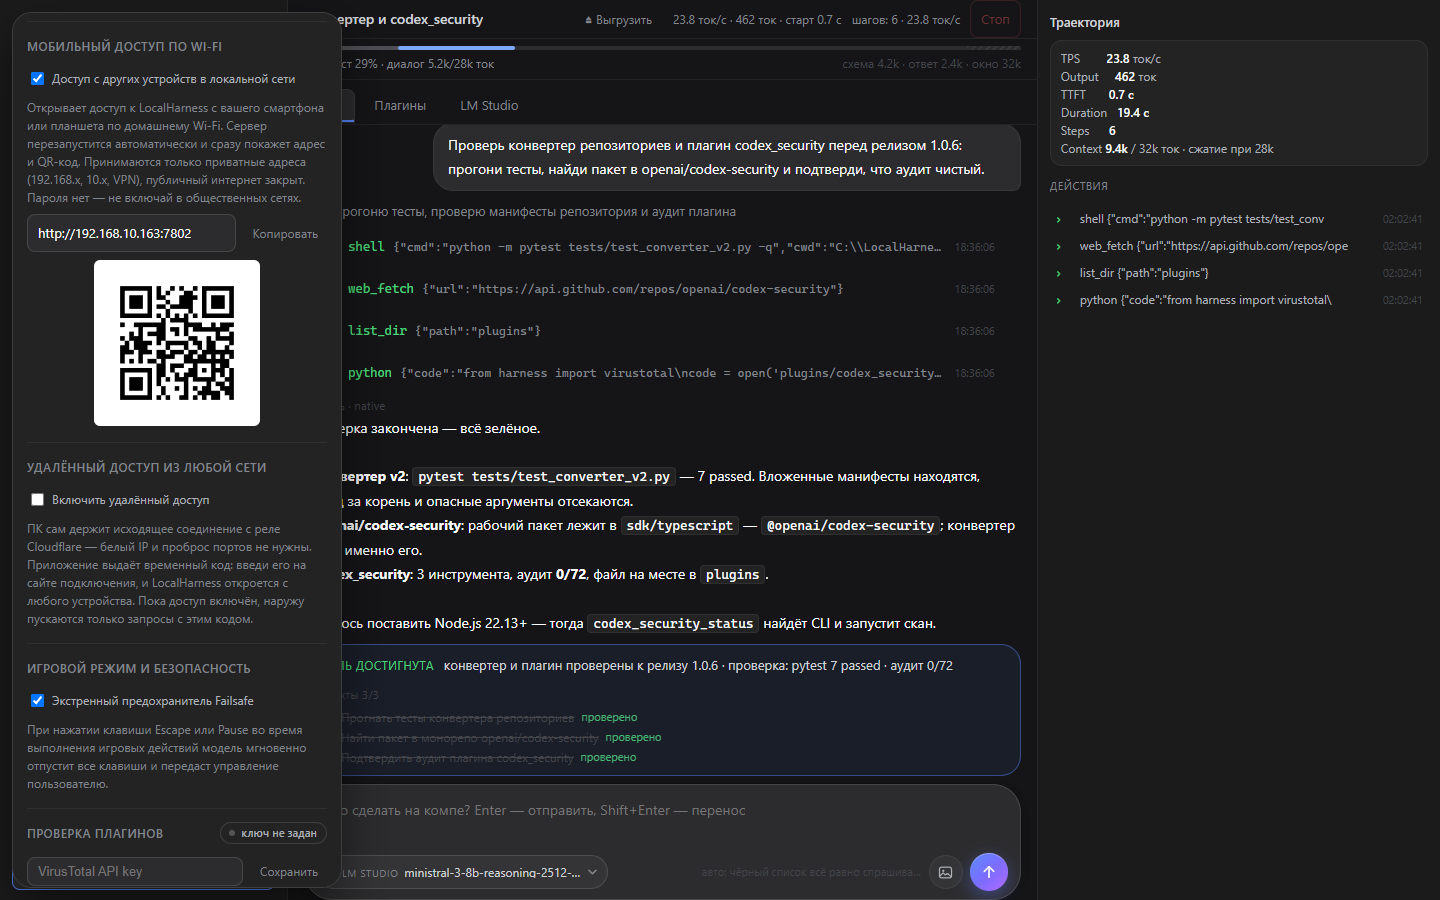 МОБИЛЬНЫЙ ДОСТУП ПО WI-FI
Доступ с других устройств в локальной сети
Открывает доступ к LocalHarness с вашего смартфона
или планшета по домашнему Wi-Fi. Сервер
перезапустится автоматически и сразу покажет адрес
и QR-код. Принимаются только приватные адреса
(192.168.x, 10.x, VPN), публичный интернет закрыт.
Пароля нет — не включай в общественных сетях.
http://192.168.10.163:7802
Копировать
УДАЛЁННЫЙ ДОСТУП ИЗ ЛЮБОЙ СЕТИ
Включить удалённый доступ
ПК сам держит исходящее соединение с реле
Cloudflare — белый IP и проброс портов не нужны.
Приложение выдаёт временный код: введи его на
сайте подключения, и LocalHarness откроется с
любого устройства. Пока доступ включён, наружу
пускаются только запросы с этим кодом.
ИГРОВОЙ РЕЖИМ И БЕЗОПАСНОСТЬ
Экстренный предохранитель Failsafe
При нажатии клавиши Escape или Pause во время
выполнения игровых действий модель мгновенно
отпустит все клавиши и передаст управление
пользователю.
ПРОВЕРКА ПЛАГИНОВ
ключ не задан
VirusTotal API key
Сохранить
вертер и codex_security
Выгрузить
23.8 ток/с · 462 ток · старт 0.7 с
шагов: 6 · 23.8 ток/с
Стоп
ст 29% · диалог 5.2k/28k ток
схема 4.2k · ответ 2.4k · окно 32k
Плагины
LM Studio
Проверь конвертер репозиториев и плагин codex_security перед релизом 1.0.6:
прогони тесты, найди пакет в openai/codex-security и подтверди, что аудит чистый.
рогоню тесты, проверю манифесты репозитория и аудит плагина
shell {"cmd":"python -m pytest tests/test_converter_v2.py -q","cwd":"C:\\LocalHarne… 18:36:06
web_fetch {"url":"https://api.github.com/repos/openai/codex-security"} 18:36:06
list_dir {"path":"plugins"} 18:36:06
python {"code":"from harness import virustotal\ncode = open('plugins/codex_security… 18:36:06
· native
ерка закончена — всё зелёное.
вертер v2: pytest tests/test_converter_v2.py — 7 passed. Вложенные манифесты находятся,
за корень и опасные аргументы отсекаются.
nai/codex-security: рабочий пакет лежит в sdk/typescript — @openai/codex-security; конвертер
именно его.
ex_security: 3 инструмента, аудит 0/72, файл на месте в plugins.
ось поставить Node.js 22.13+ — тогда codex_security_status найдёт CLI и запустит скан.
Ь ДОСТИГНУТА конвертер и плагин проверены к релизу 1.0.6 · проверка: pytest 7 passed · аудит 0/72
кты 3/3
Прогнать тесты конвертера репозиториев проверено
Найти пакет в монорепо openai/codex-security проверено
Подтвердить аудит плагина codex_security проверено
о сделать на компе? Enter — отправить, Shift+Enter — перенос
LM STUDIO ministral-3-8b-reasoning-2512-...
авто: чёрный список всё равно спрашива...
Траектория
TPS 23.8 ток/с
Output 462 ток
TTFT 0.7 с
Duration 19.4 с
Steps 6
Context 9.4k / 32k ток · сжатие при 28k
ДЕЙСТВИЯ
shell {"cmd":"python -m pytest tests/test_conv 02:02:41
web_fetch {"url":"https://api.github.com/repos/ope 02:02:41
list_dir {"path":"plugins"} 02:02:41
python {"code":"from harness import virustotal\ 02:02:41